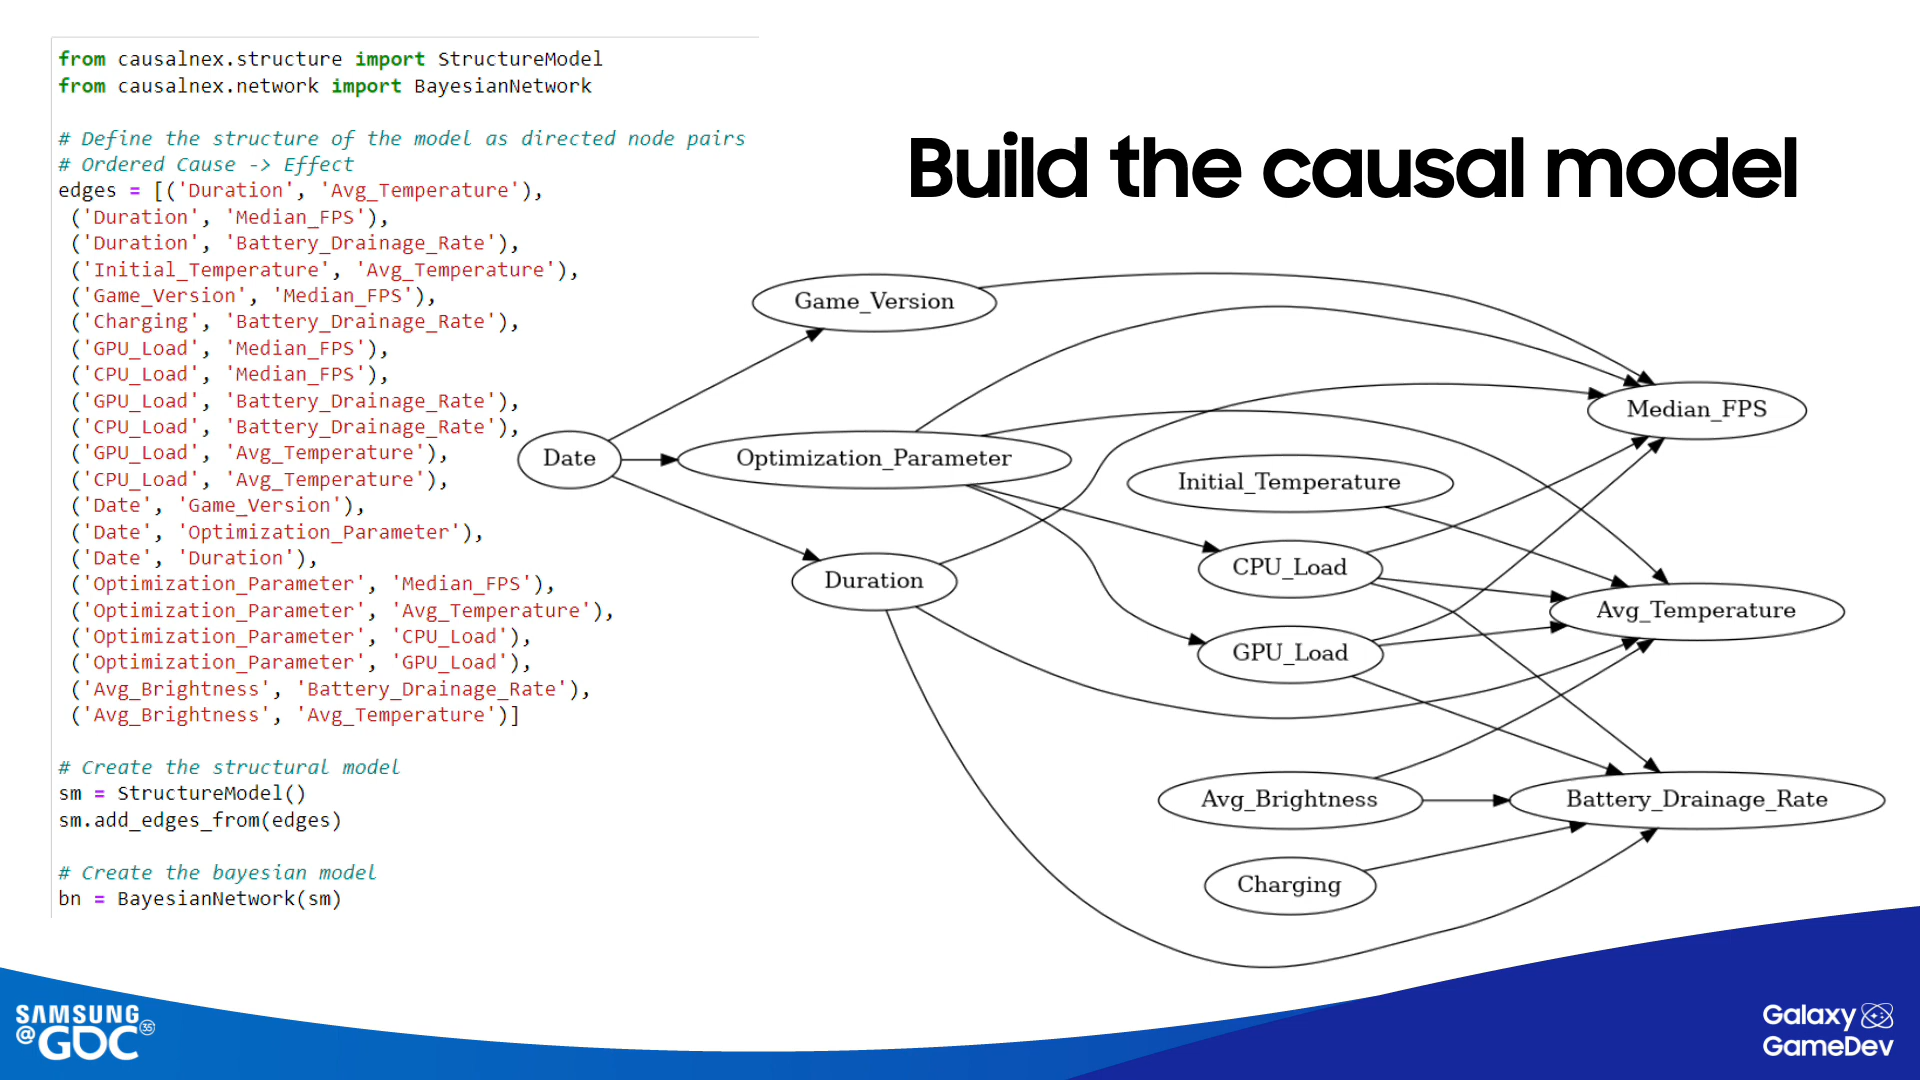 from causalnex.structure import StructureModel
from causalnex.network import BayesianNetwork
# Define the structure of the model as directed node pairs
# Ordered Cause -> Effect
edges = [('Duration', 'Avg_Temperature'),
('Duration', 'Median_FPS'),
('Duration', 'Battery_Drainage_Rate'),
('Initial_Temperature', 'Avg_Temperature'),
('Game_Version', 'Median_FPS'),
('Charging', 'Battery_Drainage_Rate'),
('GPU_Load', 'Median_FPS'),
('CPU_Load', 'Median_FPS'),
('GPU_Load', 'Battery_Drainage_Rate'),
('CPU_Load', 'Battery_Drainage_Rate'),
('GPU_Load', 'Avg_Temperature'),
('CPU_Load', 'Avg_Temperature'),
('Date', 'Game_Version'),
('Date', 'Optimization_Parameter'),
('Date', 'Duration'),
('Optimization_Parameter', 'Median_FPS'),
('Optimization_Parameter', 'Avg_Temperature'),
('Optimization_Parameter', 'CPU_Load'),
('Optimization_Parameter', 'GPU_Load'),
('Avg_Brightness', 'Battery_Drainage_Rate'),
('Avg_Brightness', 'Avg_Temperature')]
# Create the structural model
sm = StructureModel()
sm.add_edges_from(edges)
# Create the bayesian model
bn = BayesianNetwork(sm)
Build the causal model
Game_Version
Median_FPS
Date
Optimization_Parameter
Initial_Temperature
CPU_Load
Duration
Avg_Temperature
GPU_Load
Avg_Brightness
Battery_Drainage_Rate
Charging
SAMSUNG
@GDC 35
Galaxy
GameDev